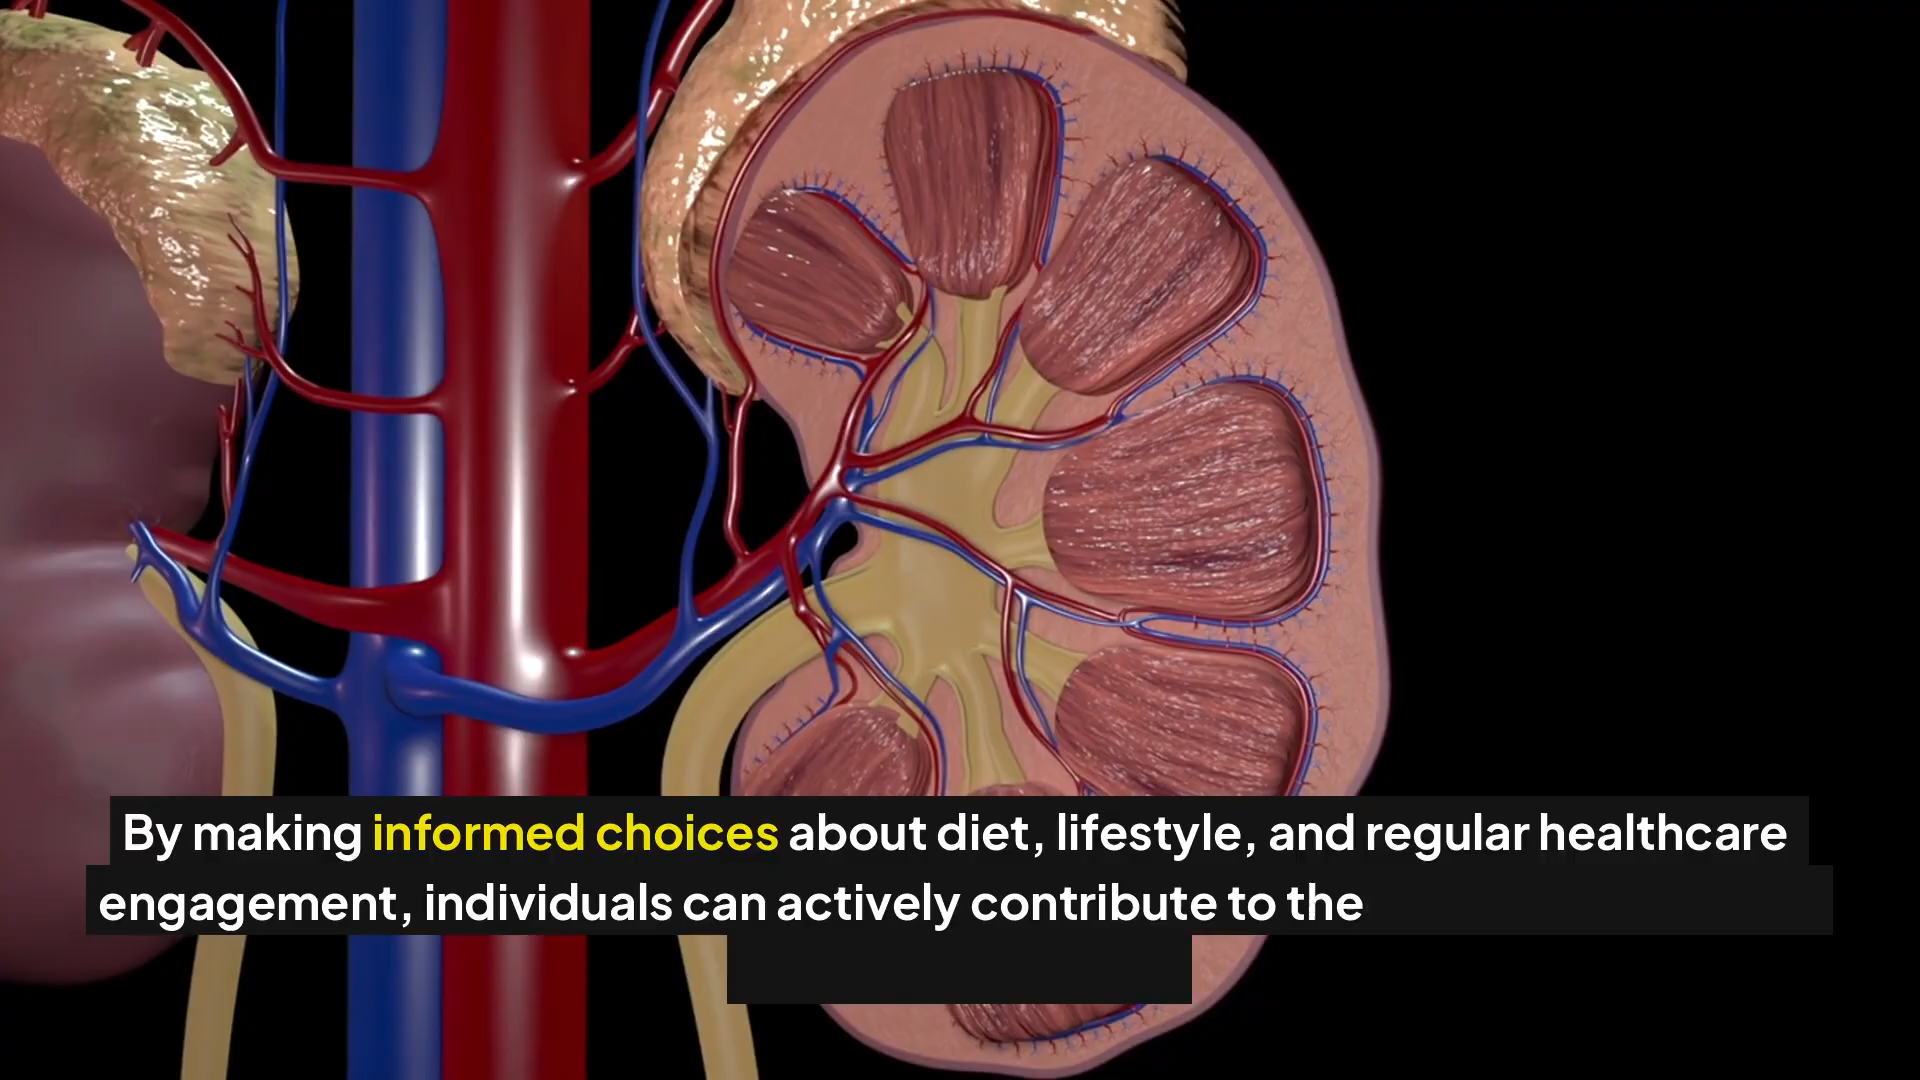 By making informed choices about diet, lifestyle, and regular healthcare
engagement, individuals can actively contribute to the